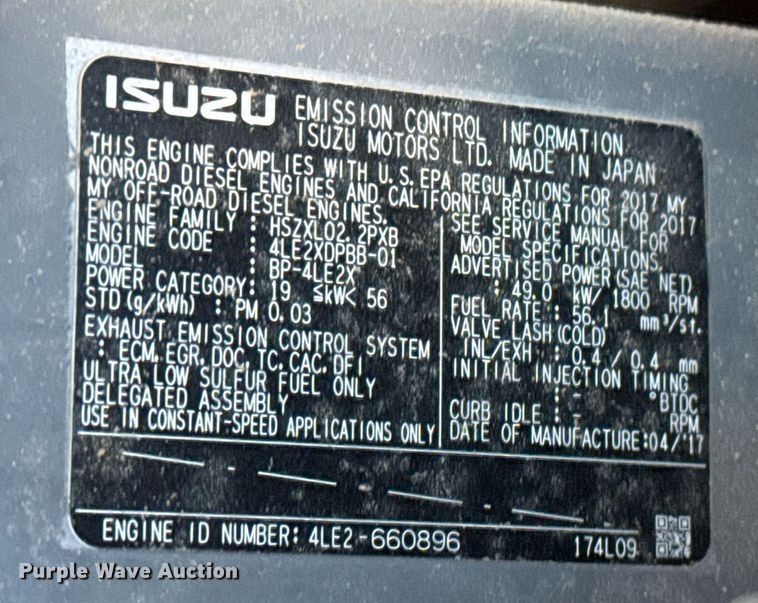 ISUZU EMISSION CONTROL INFORMATION
ISUZU MOTORS LTD. MADE IN JAPAN
THIS ENGINE COMPLIES WITH U.S.EPA REGULATIONS FOR 2017 MY
NONROAD DIESEL ENGINES AND CALIFORNIA REGULATIONS FOR 2017
MY OFF-ROAD DIESEL ENGINES.
ENGINE FAMILY : HSZXL02.2PXB
ENGINE CODE : 4LE2XDPBB-01
MODEL : BP-4LE2X
POWER CATEGORY: 19 ≦kW< 56
STD(g/kWh) : PM 0.03
EXHAUST EMISSION CONTROL SYSTEM
: ECM, EGR, DOC, TC, CAC, DFI
ULTRA LOW SULFUR FUEL ONLY
DELEGATED ASSEMBLY
USE IN CONSTANT-SPEED APPLICATIONS ONLY
SEE SERVICE MANUAL FOR
MODEL SPECIFICATIONS.
ADVERTISED POWER(SAE NET)
: 49.0 kW/ 1800 RPM
FUEL RATE : 56.1 mm³/st.
VALVE LASH(COLD)
INL/EXH : 0.4 / 0.4 mm
INITIAL INJECTION TIMING
: - °BTDC
CURB IDLE : - RPM
DATE OF MANUFACTURE:04/'17
ENGINE ID NUMBER: 4LE2-660896
174L09
Purple Wave Auction